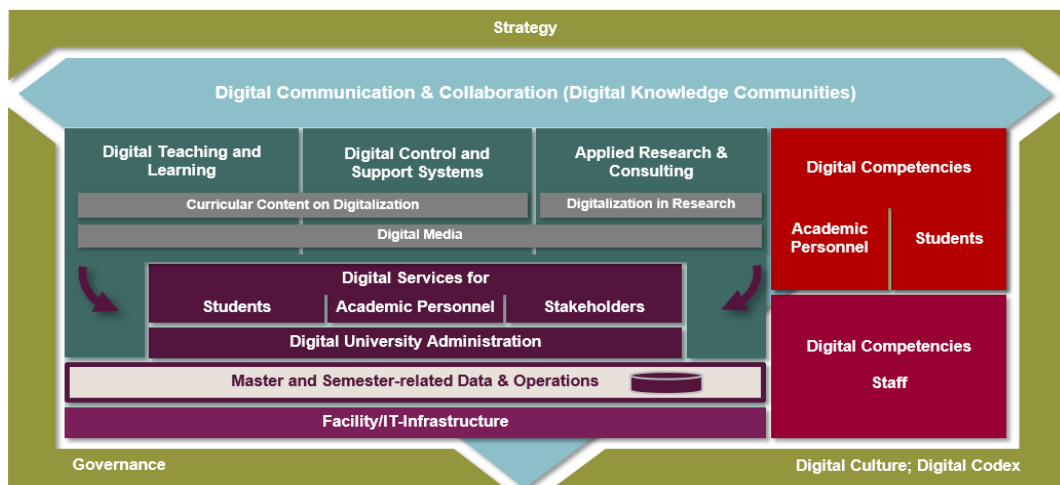 Strategy
Digital Communication & Collaboration (Digital Knowledge Communities)
Digital Teaching and
Learning
Digital Control and
Support Systems
Applied Research &
Consulting
Digital Competencies
Curricular Content on Digitalization
Digitalization in Research
Academic
Personnel
Students
Digital Media
Digital Services for
Students
Academic Personnel
Stakeholders
Digital University Administration
Digital Competencies
Staff
Master and Semester-related Data & Operations
Facility/IT-Infrastructure
Governance
Digital Culture; Digital Codex